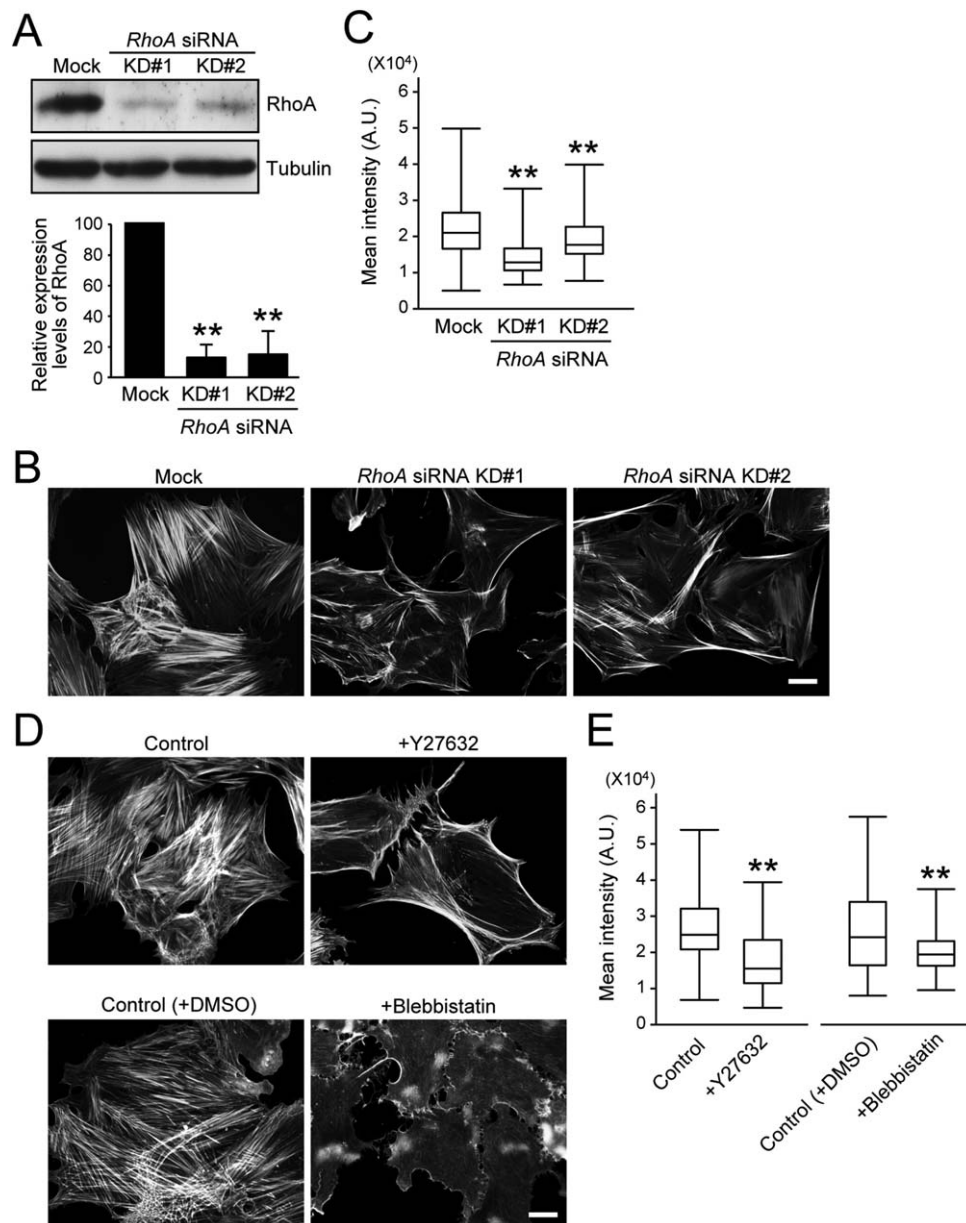 A
RhoA siRNA
Mock KD#1 KD#2
RhoA
Tubulin
Relative expression
levels of RhoA
100
80
60
40
20
0
** **
Mock KD#1 KD#2
RhoA siRNA
C
(X10⁴)
Mean intensity (A.U.)
6
5
4
3
2
1
0
** **
Mock KD#1 KD#2
RhoA siRNA
B
Mock RhoA siRNA KD#1 RhoA siRNA KD#2
D
Control +Y27632
Control (+DMSO) +Blebbistatin
E
(X10⁴)
Mean intensity (A.U.)
6
5
4
3
2
1
0
** **
Control +Y27632 Control (+DMSO) +Blebbistatin